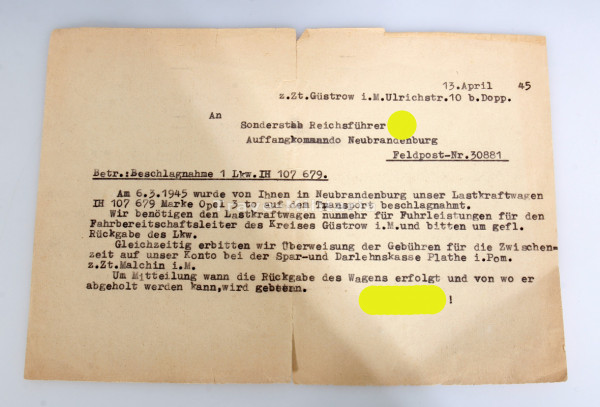 13.April 45
z.Zt.Güstrow i.M.Ulrichstr.10 b.Dopp.
An
Sonderstab Reichsführer
Auffangkommando Neubrandenburg
Feldpost-Nr.30881
Betr.:Beschlagnahme 1 Lkw.IH 107 679.
Am 6.3.1945 wurde von Ihnen in Neubrandenburg unser Lastkraftwagen
IH 107 679 Marke Opel 3 to auf dem Transport beschlagnahmt.
Wir benötigen den Lastkraftwagen nunmehr für Fuhrleistungen für den
Fahrbereitschaftsleiter des Kreises Güstrow i.M.und bitten um gefl.
Rückgabe des Lkw.
Gleichzeitig erbitten wir Überweisung der Gebühren für die Zwischen=
zeit auf unser Konto bei der Spar-und Darlehnskasse Plathe i.Pom.
z.Zt.Malchin i.M.
Um Mitteilung wann die Rückgabe des Wagens erfolgt und von wo er
abgeholt werden kann,wird gebeten.
!